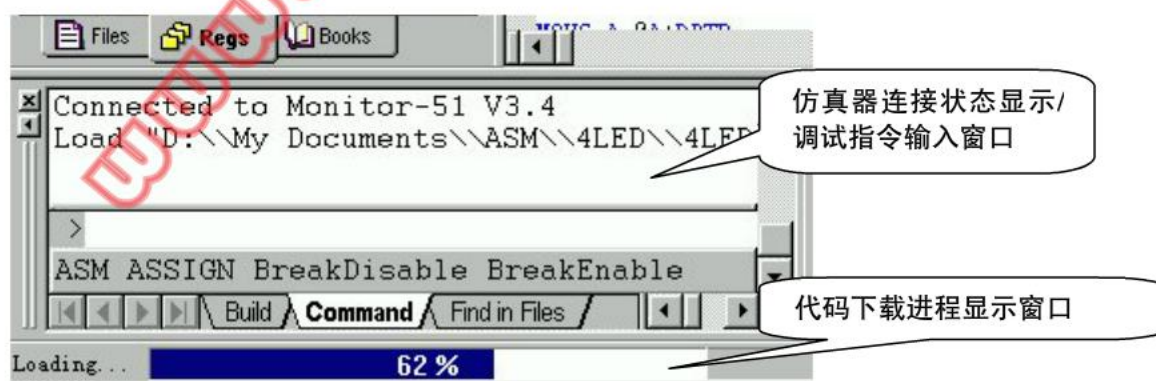 Files Regs Books
Connected to Monitor-51 V3.4
Load "D:\\My Documents\\ASM\\4LED\\4LED
仿真器连接状态显示/
调试指令输入窗口
>
ASM ASSIGN BreakDisable BreakEnable
Build Command Find in Files
代码下载进程显示窗口
Loading... 62 %